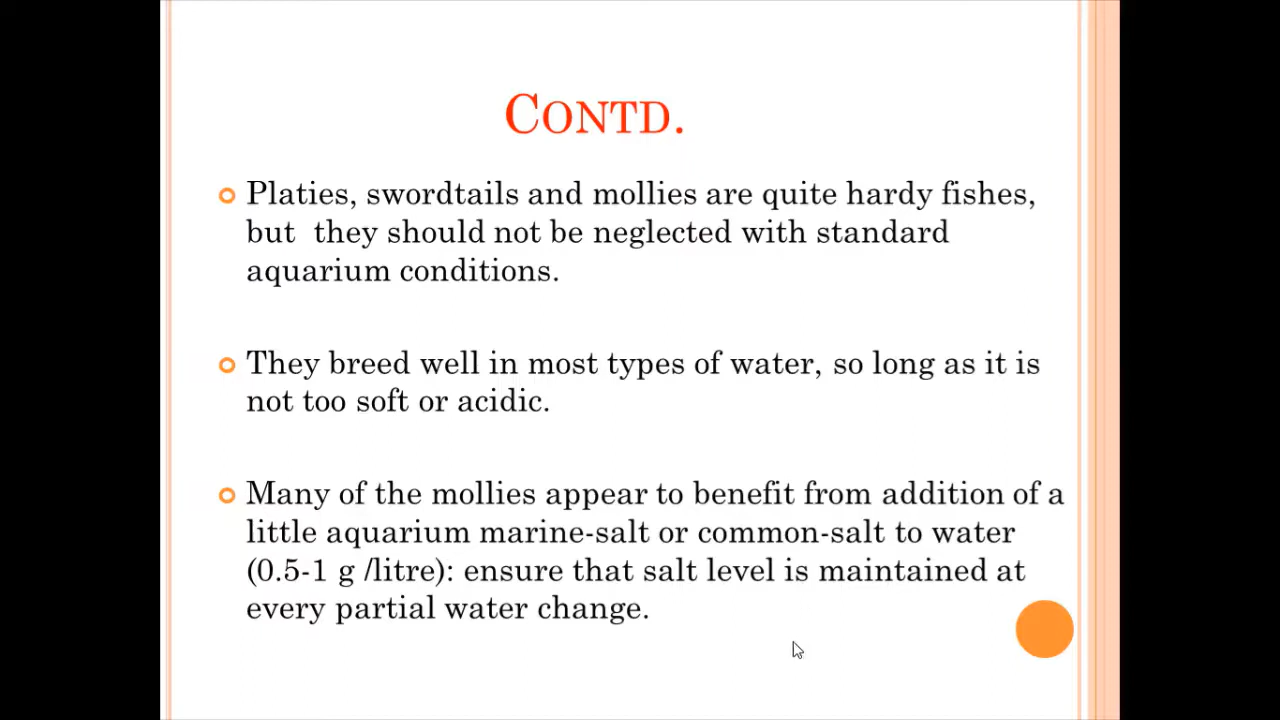 CONTD.
Platies, swordtails and mollies are quite hardy fishes,
but they should not be neglected with standard
aquarium conditions.
They breed well in most types of water, so long as it is
not too soft or acidic.
Many of the mollies appear to benefit from addition of a
little aquarium marine-salt or common-salt to water
(0.5-1 g /litre): ensure that salt level is maintained at
every partial water change.